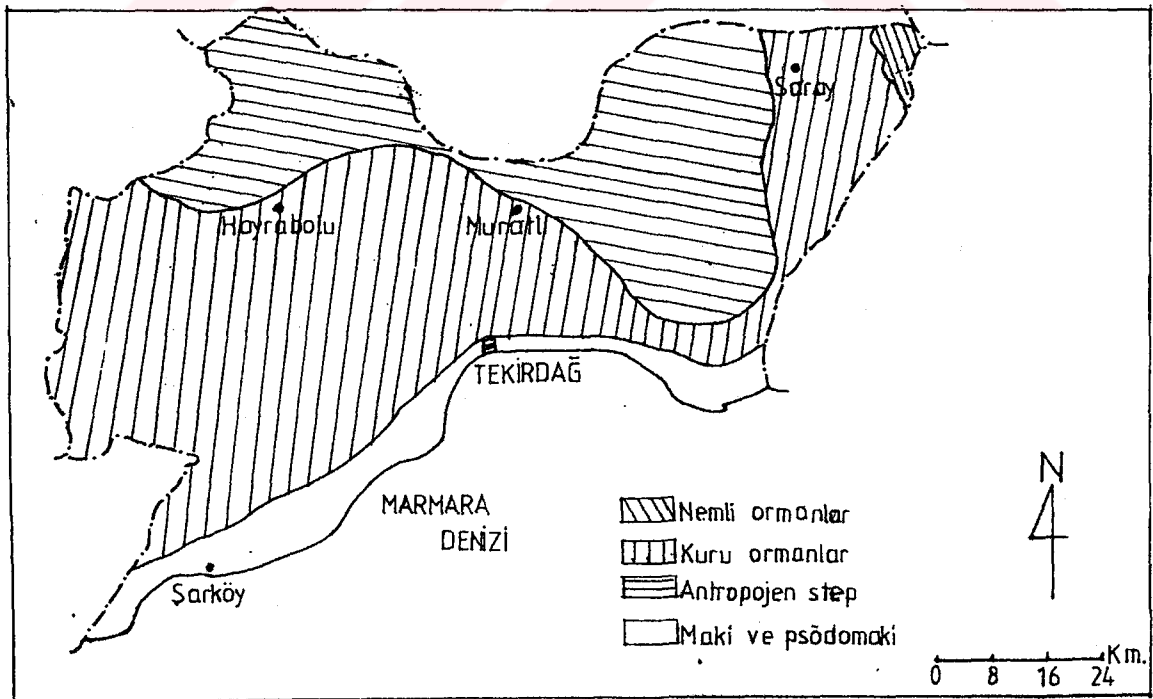 Saray
Hayrabolu
Muratlı
TEKİRDAĞ
MARMARA
DENİZİ
Şarköy
N
Nemli ormanlar
Kuru ormanlar
Antropojen step
Maki ve psödomaki
Km.
0 8 16 24